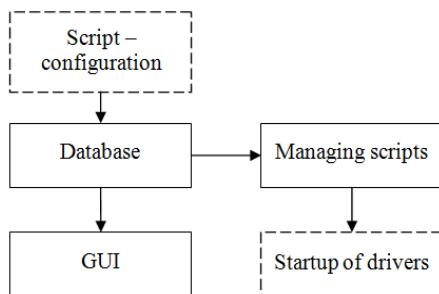 Script –
configuration
Database
Managing scripts
GUI
Startup of drivers